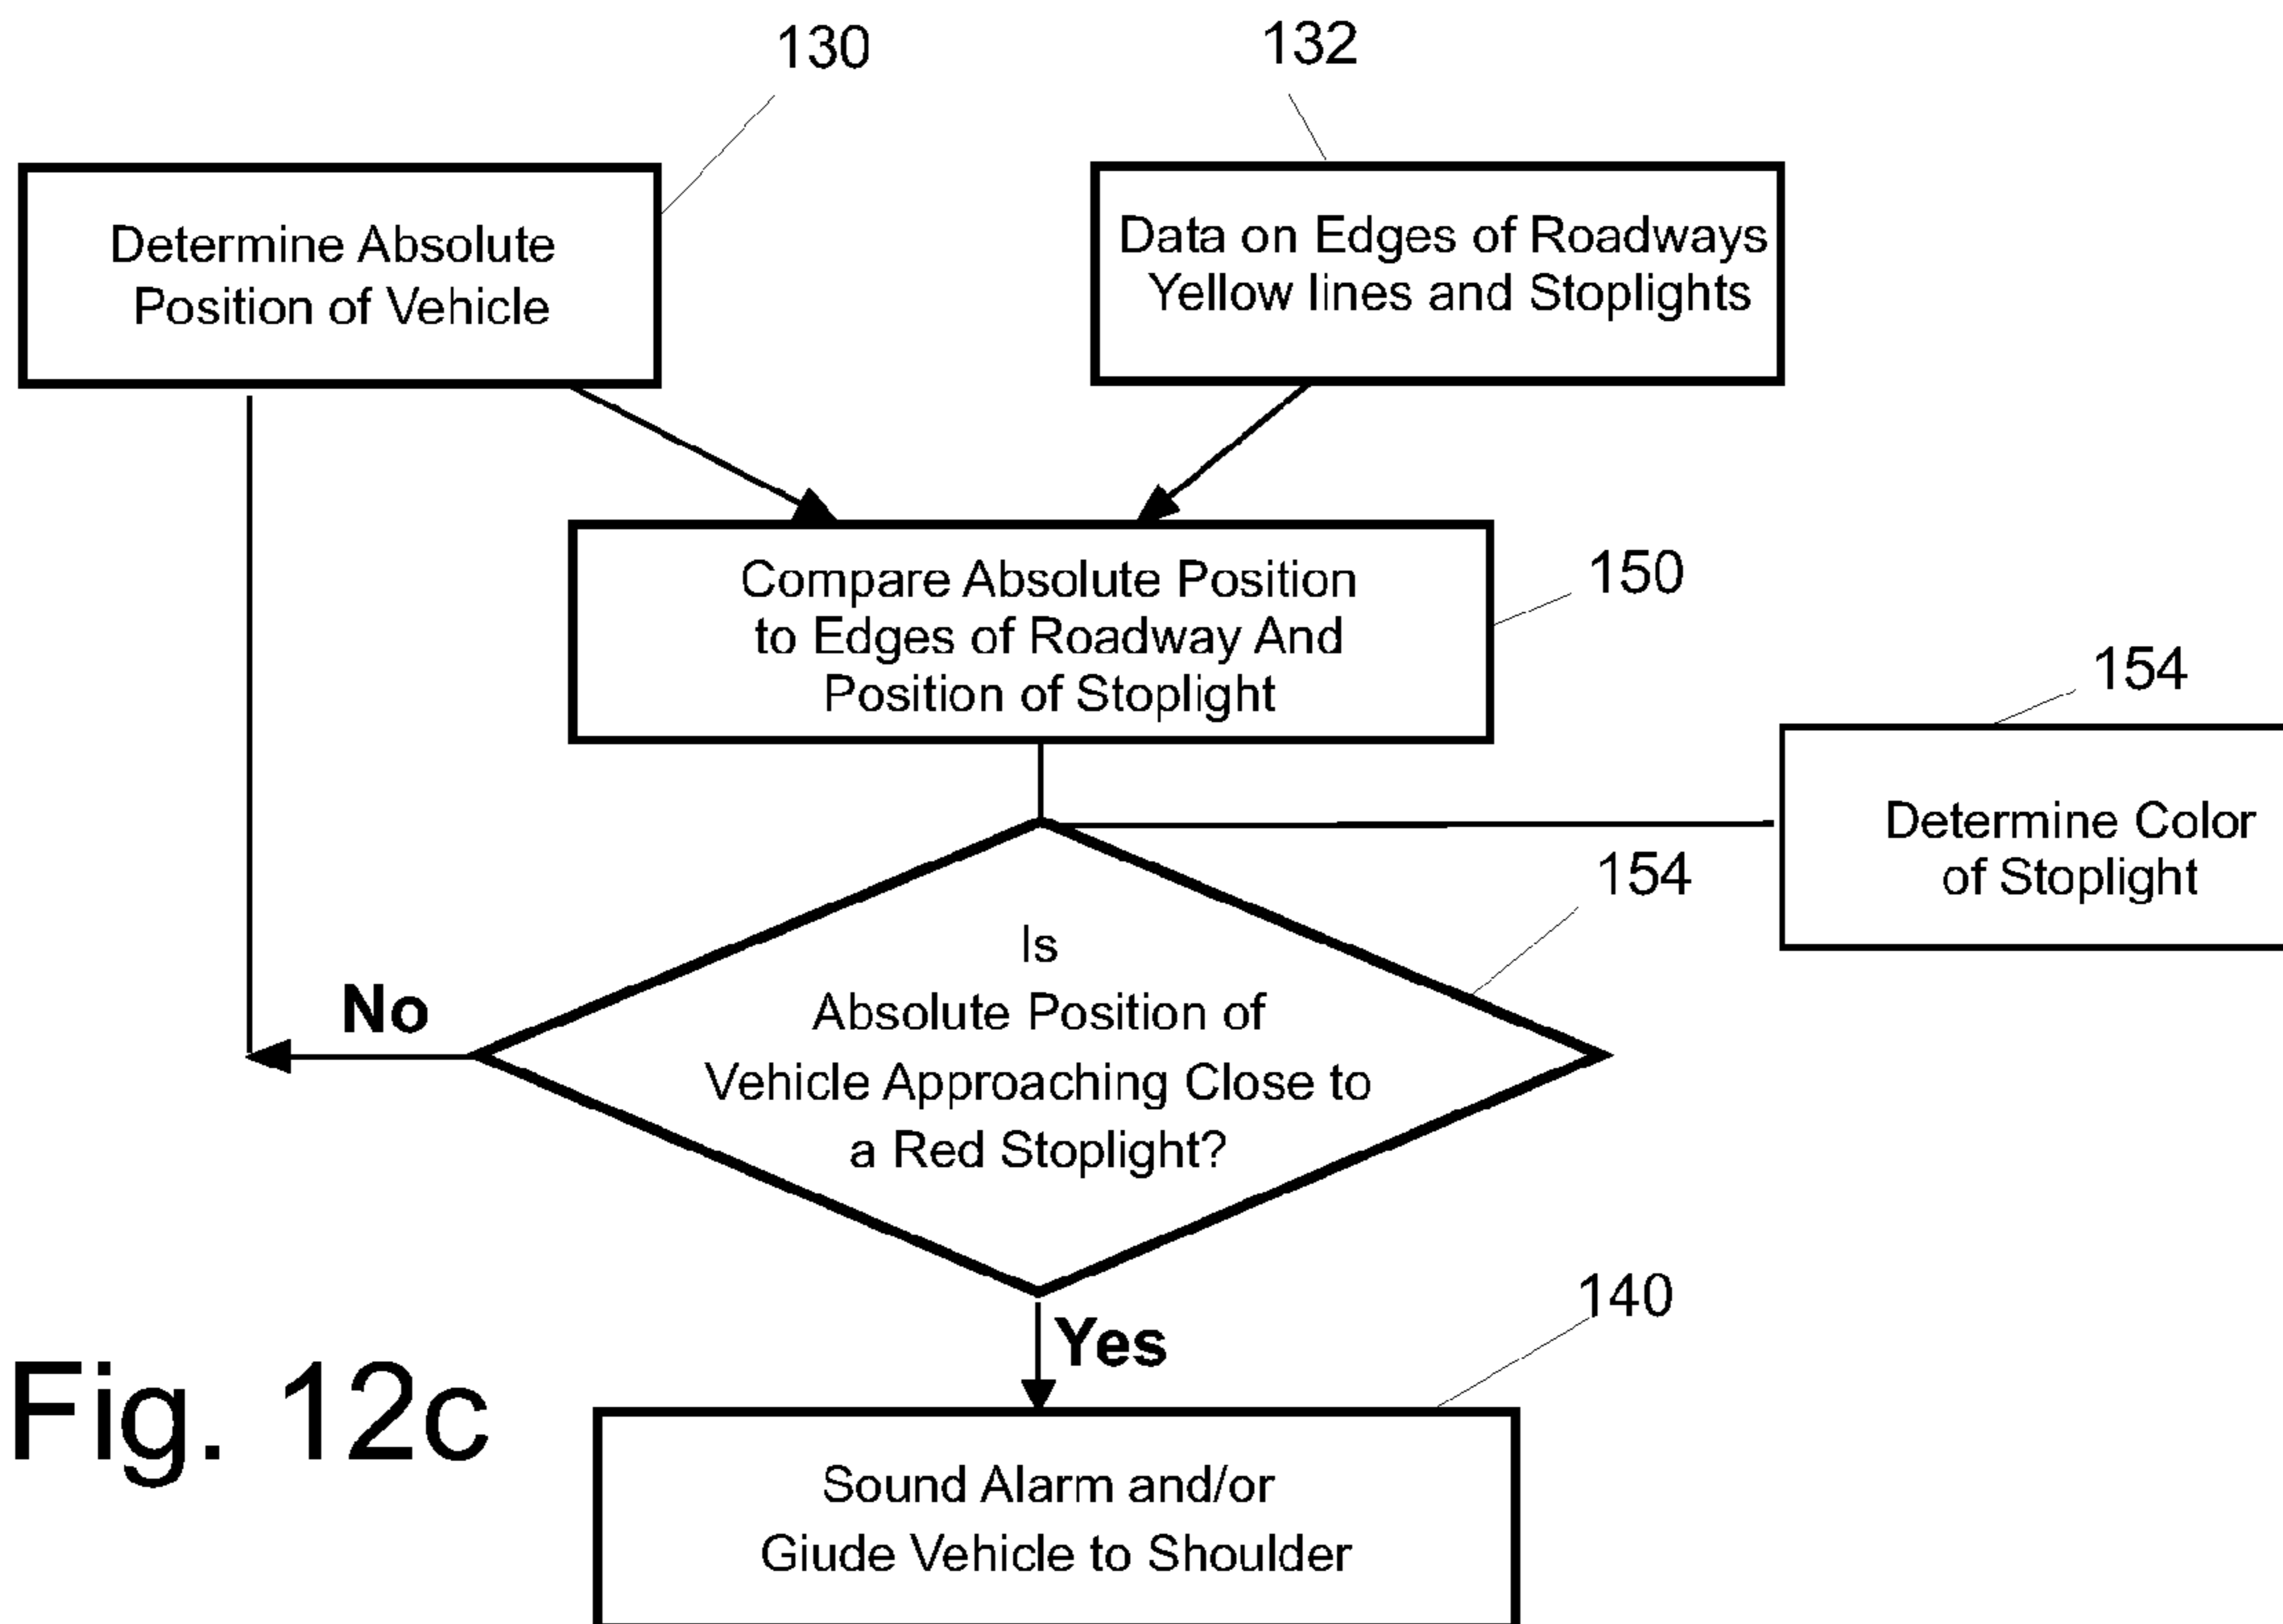 130
132
Determine Absolute
Position of Vehicle
Data on Edges of Roadways
Yellow lines and Stoplights
Compare Absolute Position
to Edges of Roadway And
Position of Stoplight
150
154
Determine Color
of Stoplight
154
Is
Absolute Position of
Vehicle Approaching Close to
a Red Stoplight?
No
Yes
140
Sound Alarm and/or
Giude Vehicle to Shoulder
Fig. 12c